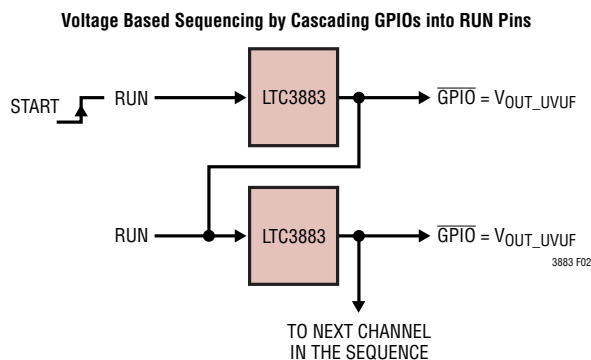 Voltage Based Sequencing by Cascading GPIOs into RUN Pins
START
RUN
LTC3883
GPIO = VOUT_UVUF
RUN
LTC3883
GPIO = VOUT_UVUF
3883 F02
TO NEXT CHANNEL
IN THE SEQUENCE